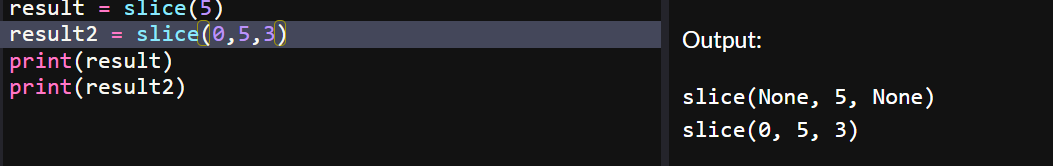 result = slice(5)
result2 = slice(0,5,3)
print(result)
print(result2)
Output:
slice(None, 5, None)
slice(0, 5, 3)